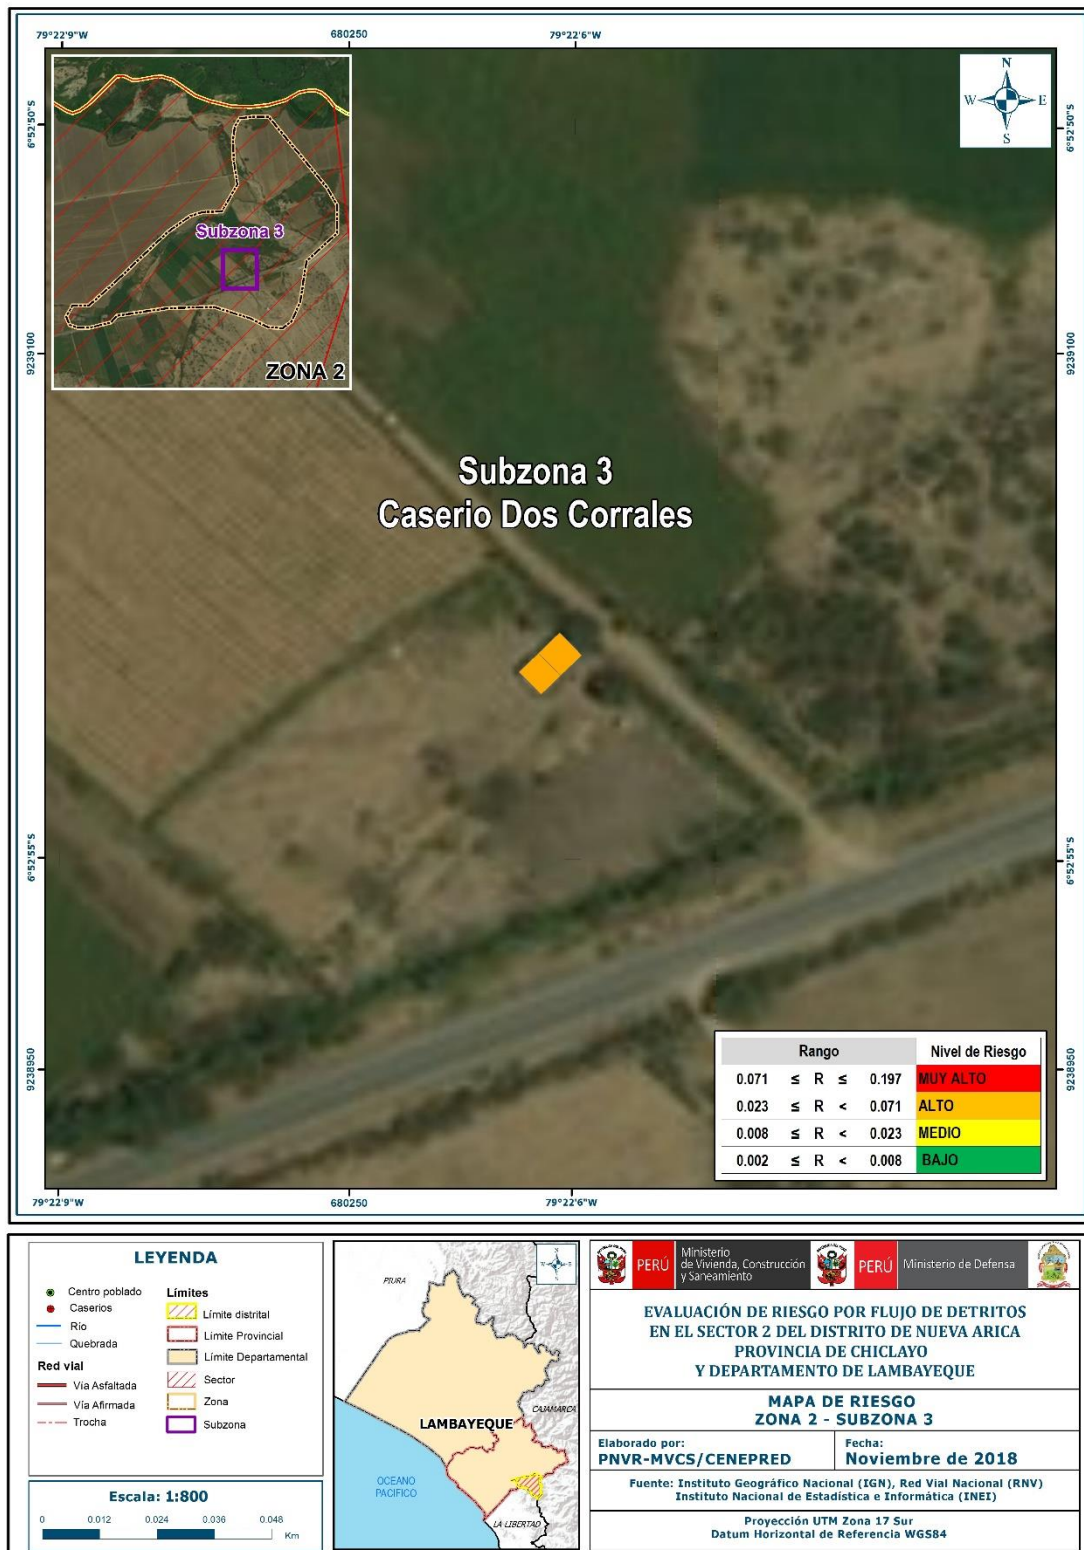 79°22'9"W
680250
79°22'6"W
6°52'50"S
6°52'50"S
9239100
9239100
6°52'55"S
6°52'55"S
9238950
9238950
N
W E
S
Subzona 3
ZONA 2
Subzona 3
Caserio Dos Corrales
Rango Nivel de Riesgo
0.071 ≤ R ≤ 0.197 MUY ALTO
0.023 ≤ R < 0.071 ALTO
0.008 ≤ R < 0.023 MEDIO
0.002 ≤ R < 0.008 BAJO
79°22'9"W
680250
79°22'6"W
LEYENDA
Centro poblado
Caserios
Río
Quebrada
Red vial
Vía Asfaltada
Vía Afirmada
Trocha
Límites
Límite distrital
Limite Provincial
Límite Departamental
Sector
Zona
Subzona
Escala: 1:800
0 0.012 0.024 0.036 0.048
Km
PIURA
CAJAMARCA
LAMBAYEQUE
OCEANO
PACIFICO
LA LIBERTAD
PERÚ
Ministerio
de Vivienda, Construcción
y Saneamiento
PERÚ
Ministerio de Defensa
EVALUACIÓN DE RIESGO POR FLUJO DE DETRITOS
EN EL SECTOR 2 DEL DISTRITO DE NUEVA ARICA
PROVINCIA DE CHICLAYO
Y DEPARTAMENTO DE LAMBAYEQUE
MAPA DE RIESGO
ZONA 2 - SUBZONA 3
Elaborado por:
PNVR-MVCS/CENEPRED
Fecha:
Noviembre de 2018
Fuente: Instituto Geográfico Nacional (IGN), Red Vial Nacional (RNV)
Instituto Nacional de Estadística e Informática (INEI)
Proyección UTM Zona 17 Sur
Datum Horizontal de Referencia WGS84